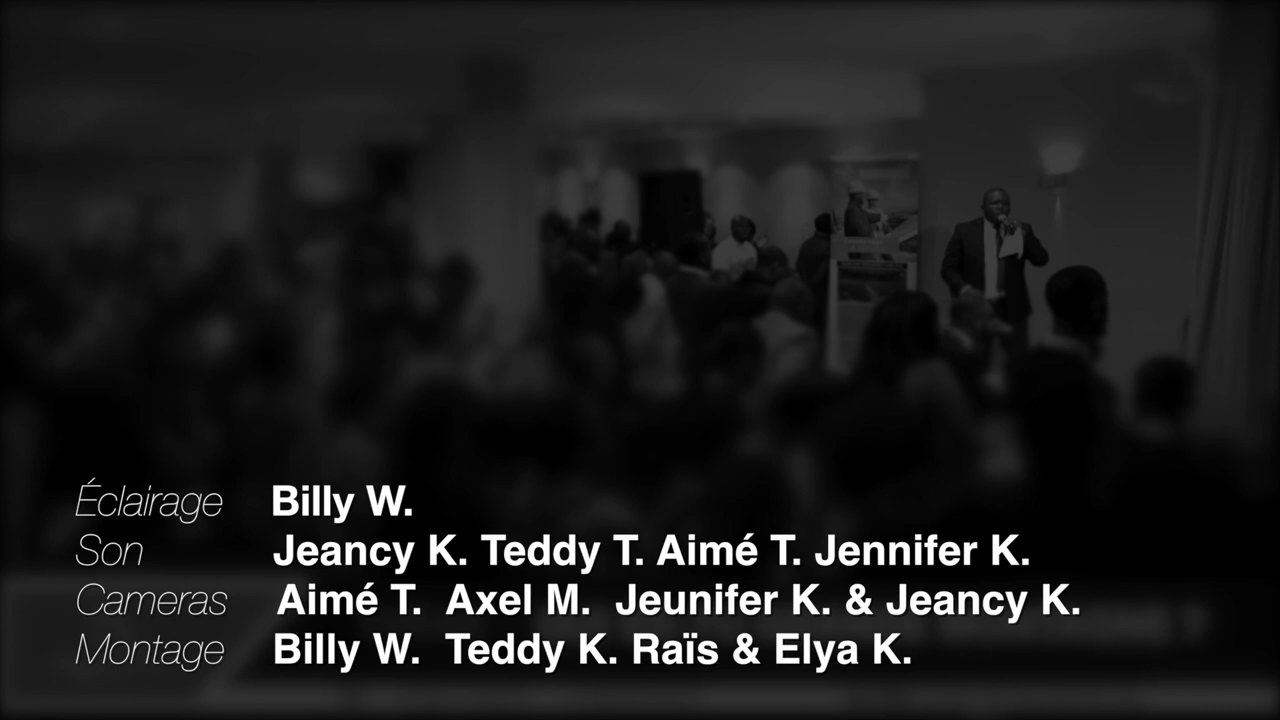 Éclairage Billy W.
Son Jeancy K. Teddy T. Aimé T. Jennifer K.
Cameras Aimé T. Axel M. Jeunifer K. & Jeancy K.
Montage Billy W. Teddy K. Raïs & Elya K.